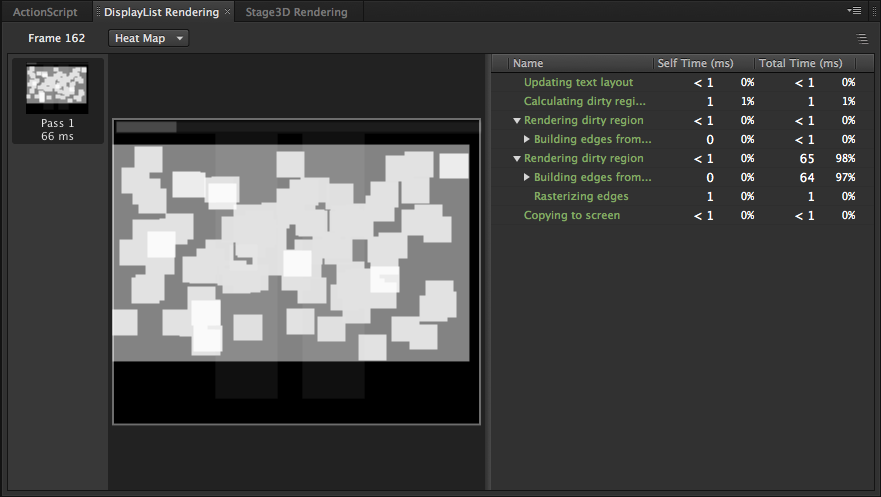 ActionScript DisplayList Rendering Stage3D Rendering
Frame 162 Heat Map
Name Self Time (ms) Total Time (ms)
Updating text layout < 1 0% < 1 0%
Calculating dirty regi... 1 1% 1 1%
Rendering dirty region < 1 0% < 1 0%
Building edges from... 0 0% < 1 0%
Rendering dirty region < 1 0% 65 98%
Building edges from... 0 0% 64 97%
Rasterizing edges 1 0% 1 0%
Copying to screen < 1 0% < 1 0%
Pass 1
66 ms